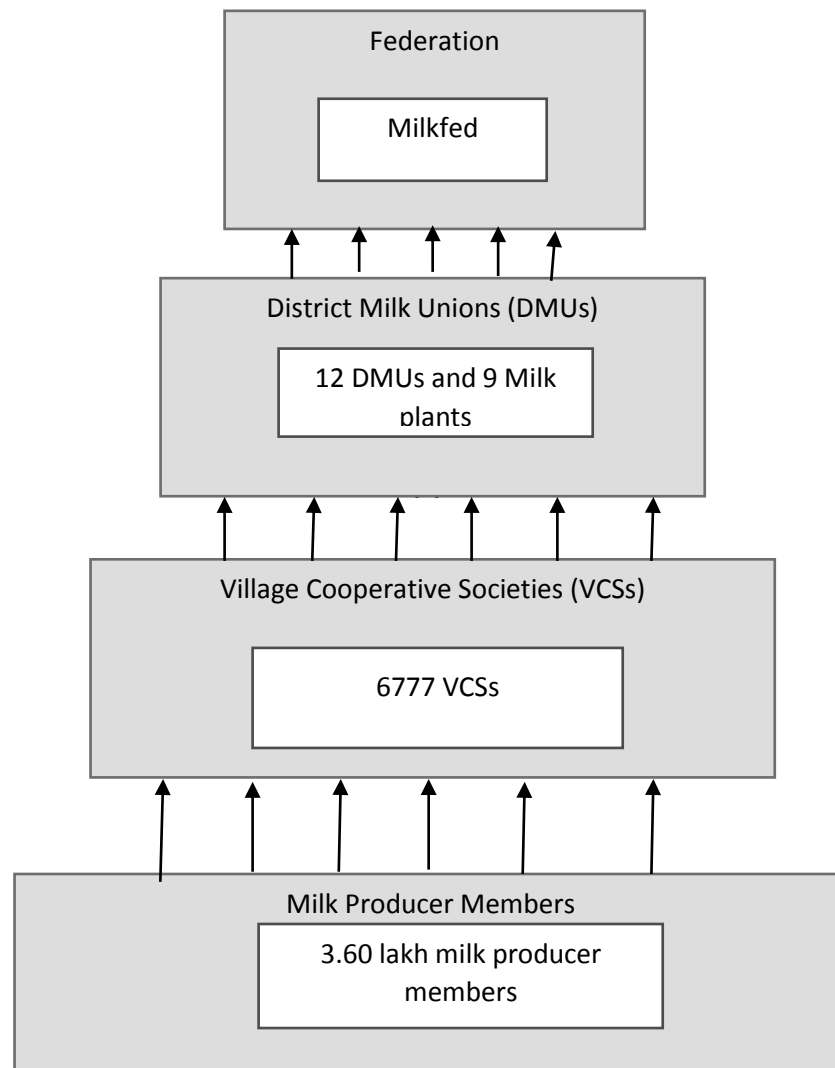 Federation
Milkfed
District Milk Unions (DMUs)
12 DMUs and 9 Milk
plants
Village Cooperative Societies (VCSs)
6777 VCSs
Milk Producer Members
3.60 lakh milk producer
members